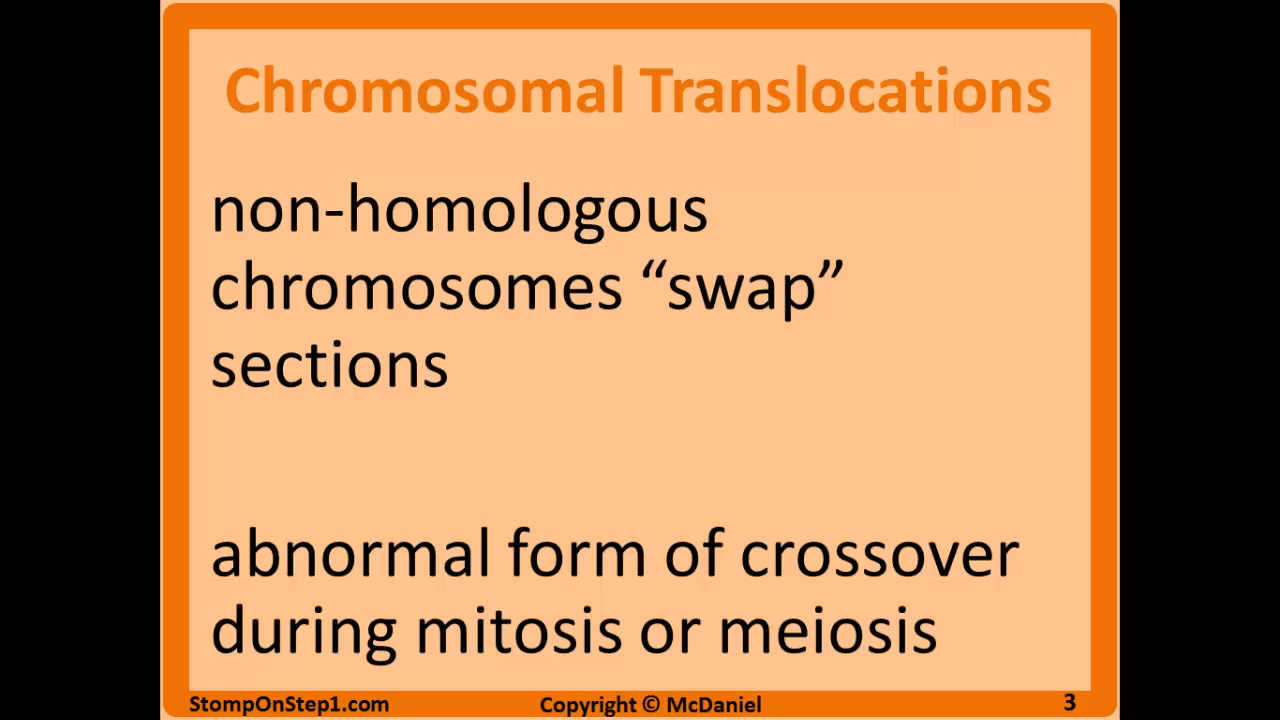 Chromosomal Translocations
non-homologous
chromosomes “swap”
sections
abnormal form of crossover
during mitosis or meiosis
StompOnStep1.com Copyright © McDaniel 3